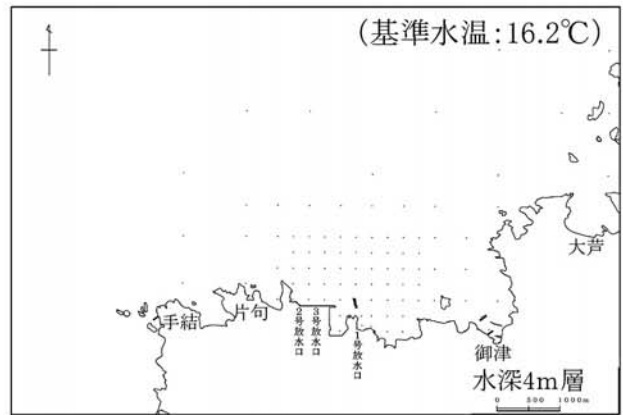 (基準水温:16.2℃)
大芦
手結
片句
2号放水口
3号放水口
1号放水口
御津
水深4m層
0 500 1000m